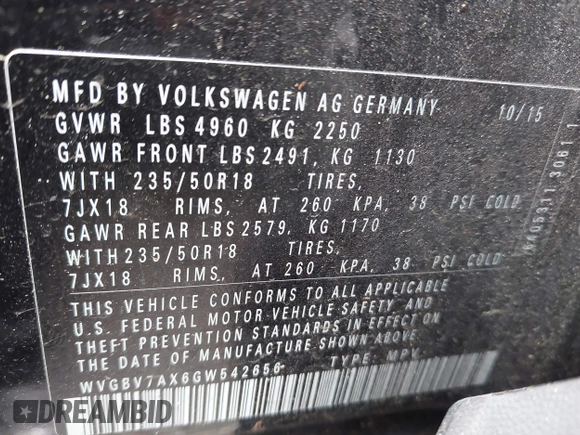 MFD BY VOLKSWAGEN AG GERMANY 10/15
GVWR LBS 4960 KG 2250
GAWR FRONT LBS 2491, KG 1130
WITH 235/50R18 TIRES,
7JX18 RIMS, AT 260 KPA, 38 PSI COLD
GAWR REAR LBS 2579, KG 1170
WITH 235/50R18 TIRES,
7JX18 RIMS, AT 260 KPA, 38 PSI COLD
THIS VEHICLE CONFORMS TO ALL APPLICABLE
U.S. FEDERAL MOTOR VEHICLE SAFETY AND
THEFT PREVENTION STANDARDS IN EFFECT ON
THE DATE OF MANUFACTURE SHOWN ABOVE.
WVGBV7AX6GW542656 TYPE: MPV
DREAMBID